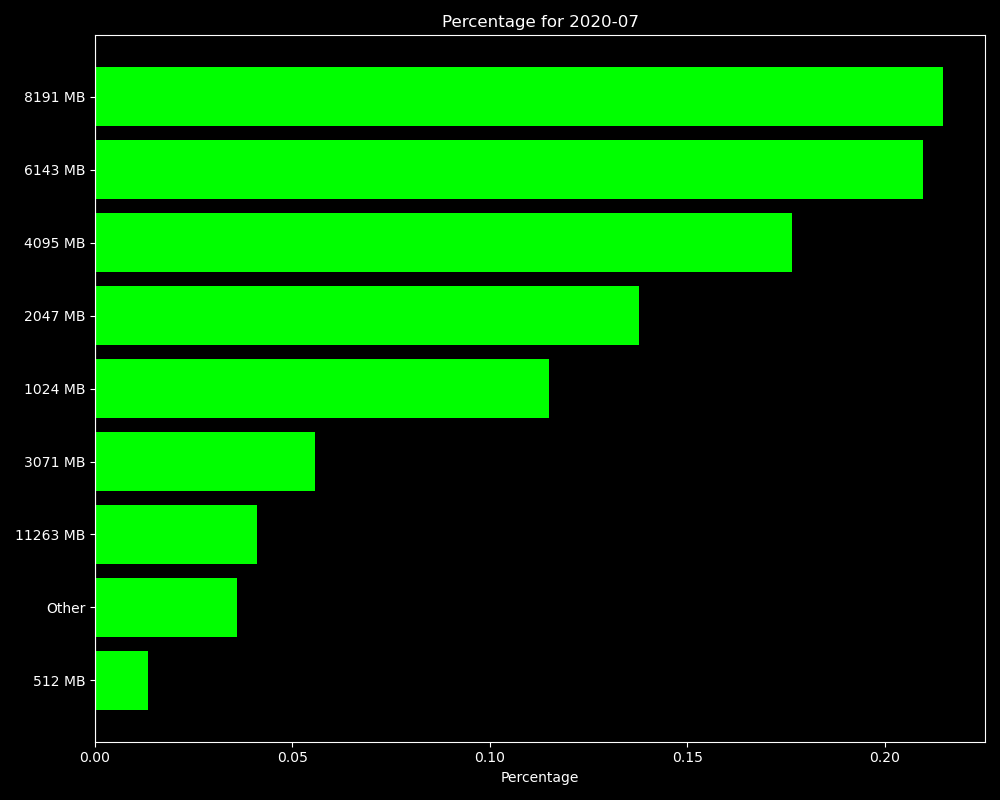 Percentage for 2020-07
8191 MB
6143 MB
4095 MB
2047 MB
1024 MB
3071 MB
11263 MB
Other
512 MB
0.00 0.05 0.10 0.15 0.20
Percentage